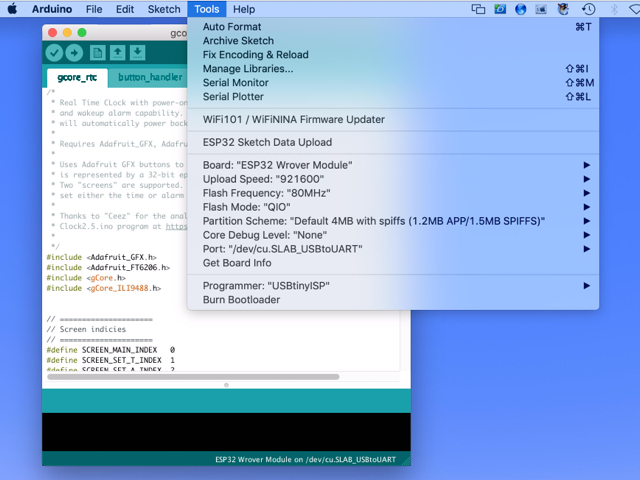 Arduino File Edit Sketch Tools Help
Auto Format ⌘T
Archive Sketch
Fix Encoding & Reload
Manage Libraries... ⇧⌘I
Serial Monitor ⇧⌘M
Serial Plotter ⇧⌘L
WiFi101 / WiFiNINA Firmware Updater
ESP32 Sketch Data Upload
Board: "ESP32 Wrover Module"
Upload Speed: "921600"
Flash Frequency: "80MHz"
Flash Mode: "QIO"
Partition Scheme: "Default 4MB with spiffs (1.2MB APP/1.5MB SPIFFS)"
Core Debug Level: "None"
Port: "/dev/cu.SLAB_USBtoUART"
Get Board Info
Programmer: "USBtinyISP"
Burn Bootloader
gco
gcore_rtc button_handler
/*
* Real Time CLock with power-on
* and wakeup alarm capability.
* will automatically power back
*
* Requires Adafruit_GFX, Adafr
*
* Uses Adafruit GFX buttons to
* is represented by a 32-bit ep
* Two "screens" are supported.
* set either the time or alarm
*
* Thanks to "Ceez" for the anal
* Clock2.5.ino program at https
*
*/
#include <Adafruit_GFX.h>
#include <Adafruit_FT6206.h>
#include <gCore.h>
#include <gCore_ILI9488.h>
// =====================
// Screen indicies
// =====================
#define SCREEN_MAIN_INDEX 0
#define SCREEN_SET_T_INDEX 1
#define SCREEN_SET_A_INDEX 2
ESP32 Wrover Module on /dev/cu.SLAB_USBtoUART